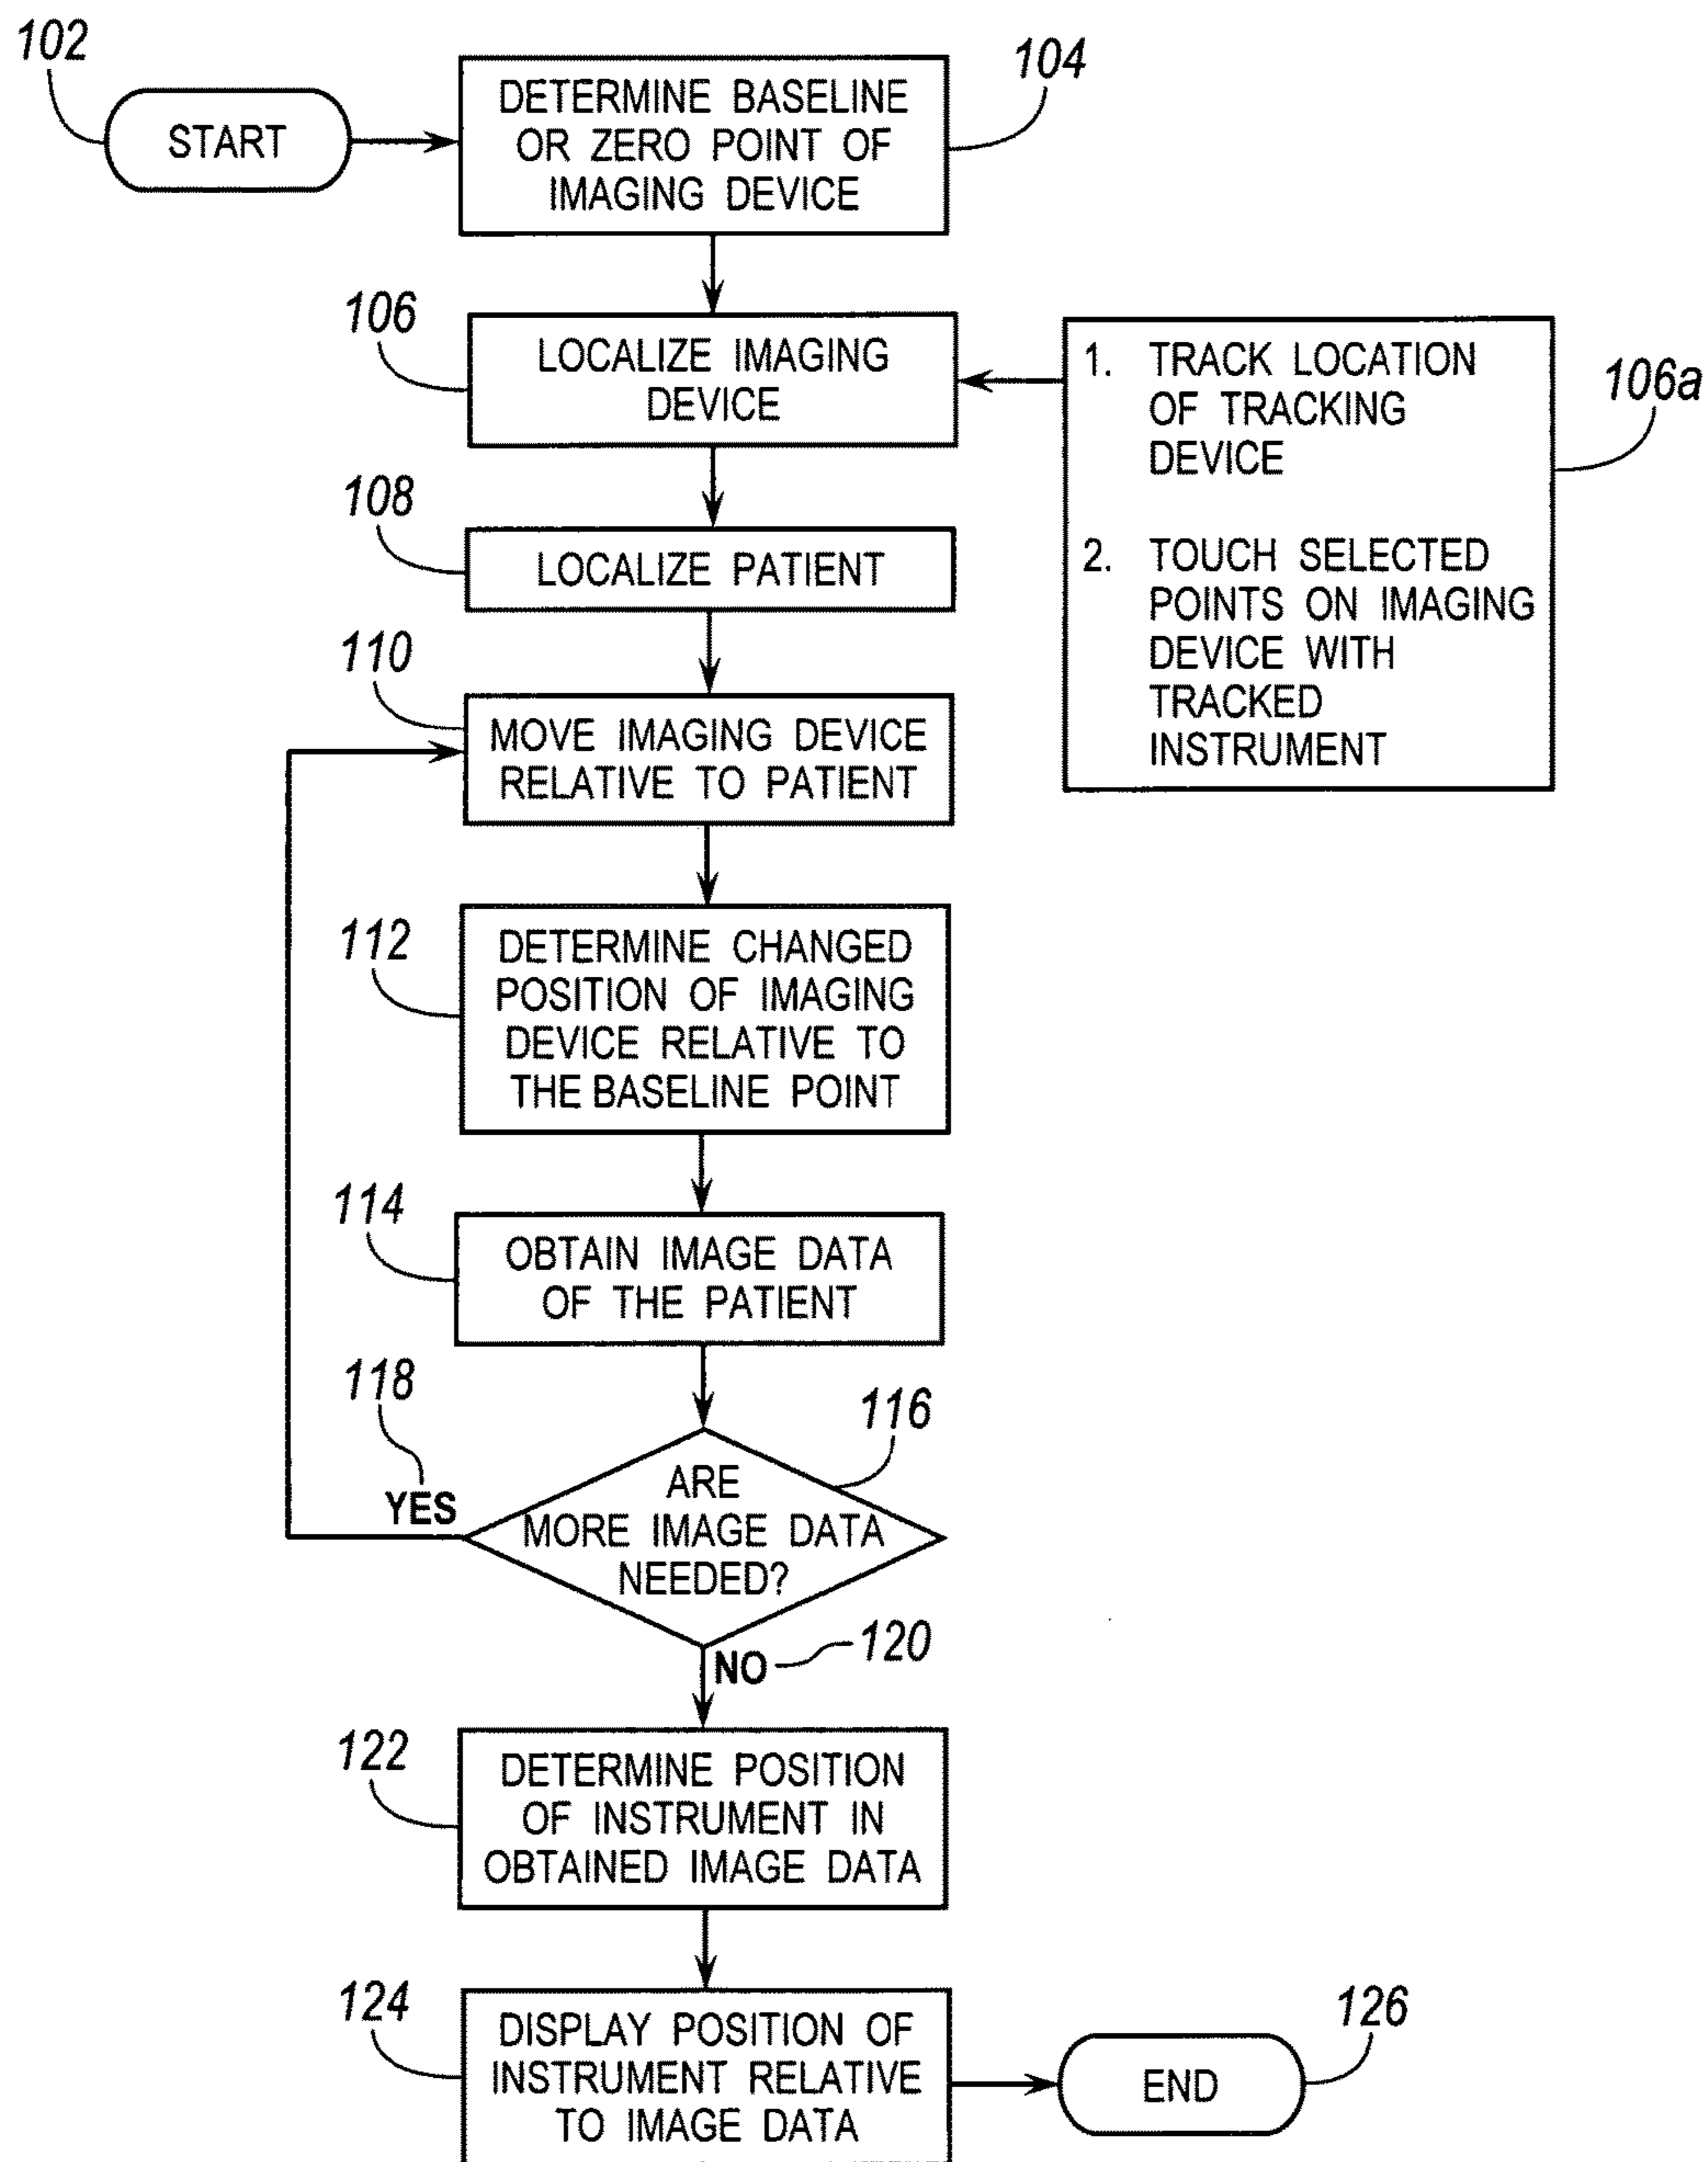 102
START
104
DETERMINE BASELINE
OR ZERO POINT OF
IMAGING DEVICE
106
LOCALIZE IMAGING
DEVICE
106a
1. TRACK LOCATION
OF TRACKING
DEVICE
2. TOUCH SELECTED
POINTS ON IMAGING
DEVICE WITH
TRACKED
INSTRUMENT
108
LOCALIZE PATIENT
110
MOVE IMAGING DEVICE
RELATIVE TO PATIENT
112
DETERMINE CHANGED
POSITION OF IMAGING
DEVICE RELATIVE TO
THE BASELINE POINT
114
OBTAIN IMAGE DATA
OF THE PATIENT
118
YES
116
ARE
MORE IMAGE DATA
NEEDED?
NO
120
122
DETERMINE POSITION
OF INSTRUMENT IN
OBTAINED IMAGE DATA
124
DISPLAY POSITION OF
INSTRUMENT RELATIVE
TO IMAGE DATA
126
END